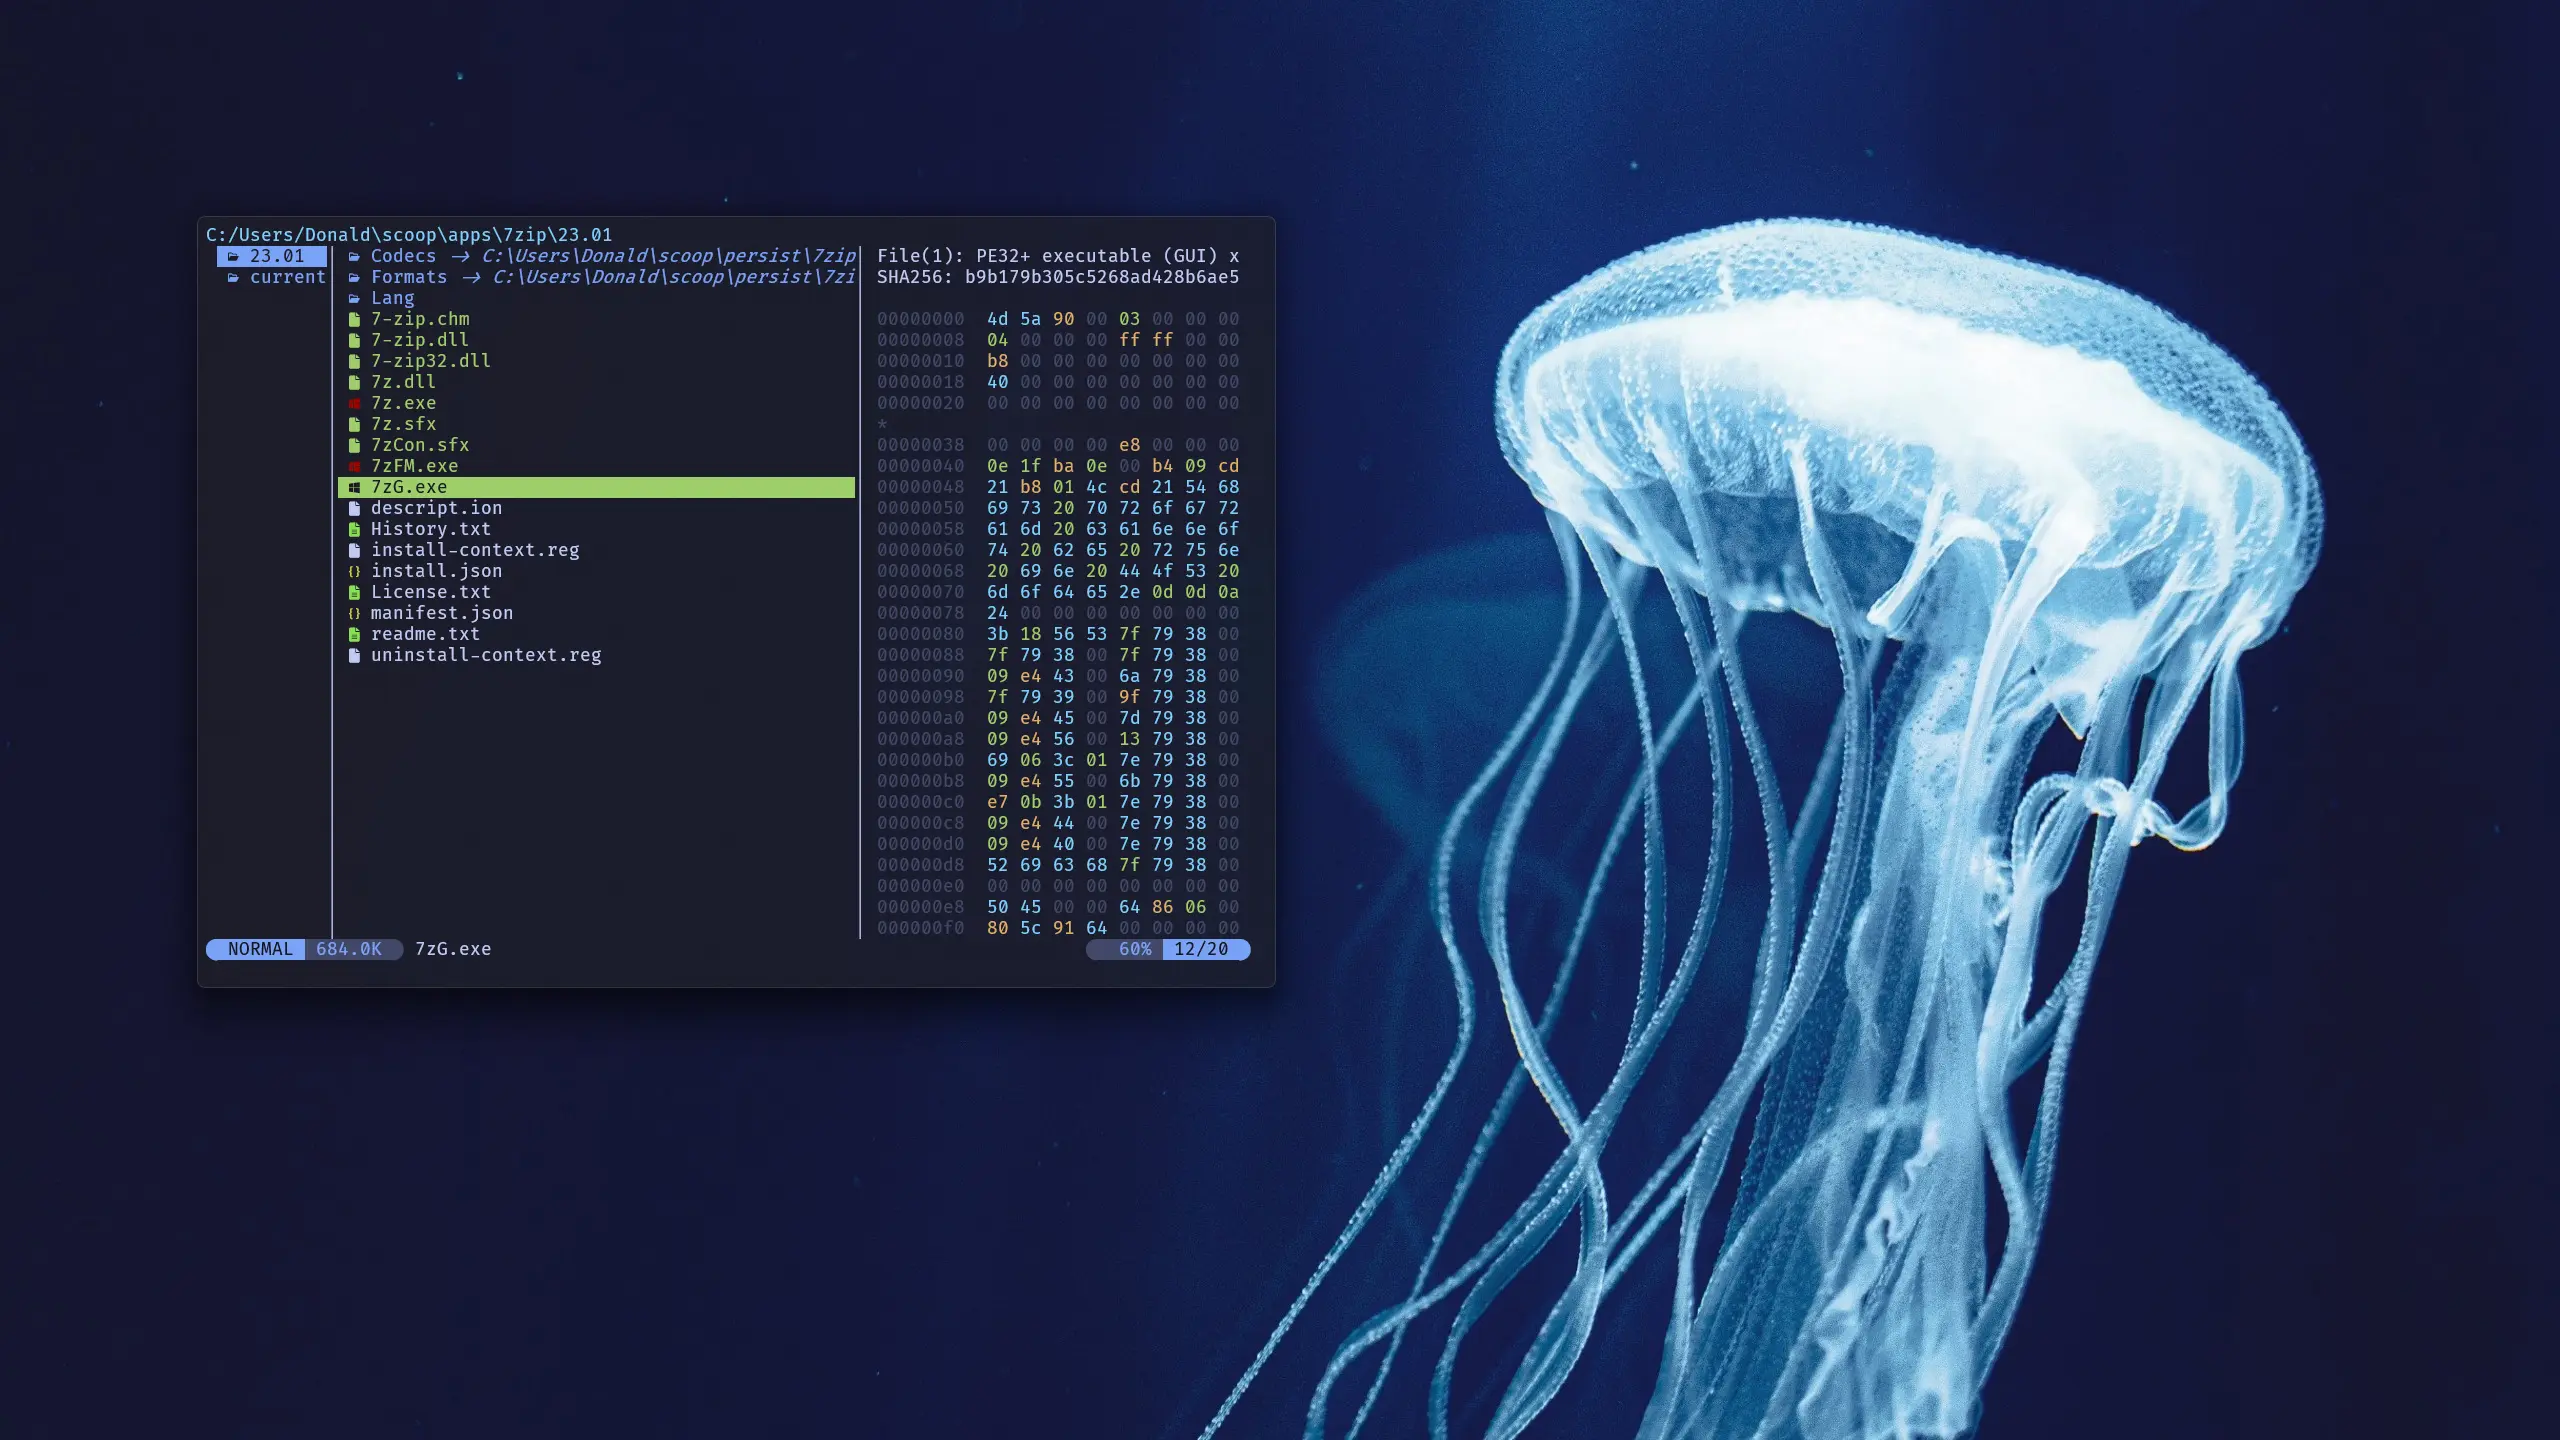 C:/Users/Donald\scoop\apps\7zip\23.01
23.01
current
Codecs -> C:\Users\Donald\scoop\persist\7zip
Formats -> C:\Users\Donald\scoop\persist\7zi
Lang
7-zip.chm
7-zip.dll
7-zip32.dll
7z.dll
7z.exe
7z.sfx
7zCon.sfx
7zFM.exe
7zG.exe
descript.ion
History.txt
install-context.reg
install.json
License.txt
manifest.json
readme.txt
uninstall-context.reg
File(1): PE32+ executable (GUI) x
SHA256: b9b179b305c5268ad428b6ae5
00000000 4d 5a 90 00 03 00 00 00
00000008 04 00 00 00 ff ff 00 00
00000010 b8 00 00 00 00 00 00 00
00000018 40 00 00 00 00 00 00 00
00000020 00 00 00 00 00 00 00 00
*
00000038 00 00 00 00 e8 00 00 00
00000040 0e 1f ba 0e 00 b4 09 cd
00000048 21 b8 01 4c cd 21 54 68
00000050 69 73 20 70 72 6f 67 72
00000058 61 6d 20 63 61 6e 6e 6f
00000060 74 20 62 65 20 72 75 6e
00000068 20 69 6e 20 44 4f 53 20
00000070 6d 6f 64 65 2e 0d 0d 0a
00000078 24 00 00 00 00 00 00 00
00000080 3b 18 56 53 7f 79 38 00
00000088 7f 79 38 00 7f 79 38 00
00000090 09 e4 43 00 6a 79 38 00
00000098 7f 79 39 00 9f 79 38 00
000000a0 09 e4 45 00 7d 79 38 00
000000a8 09 e4 56 00 13 79 38 00
000000b0 69 06 3c 01 7e 79 38 00
000000b8 09 e4 55 00 6b 79 38 00
000000c0 e7 0b 3b 01 7e 79 38 00
000000c8 09 e4 44 00 7e 79 38 00
000000d0 09 e4 40 00 7e 79 38 00
000000d8 52 69 63 68 7f 79 38 00
000000e0 00 00 00 00 00 00 00 00
000000e8 50 45 00 00 64 86 06 00
000000f0 80 5c 91 64 00 00 00 00
NORMAL 684.0K 7zG.exe 60% 12/20